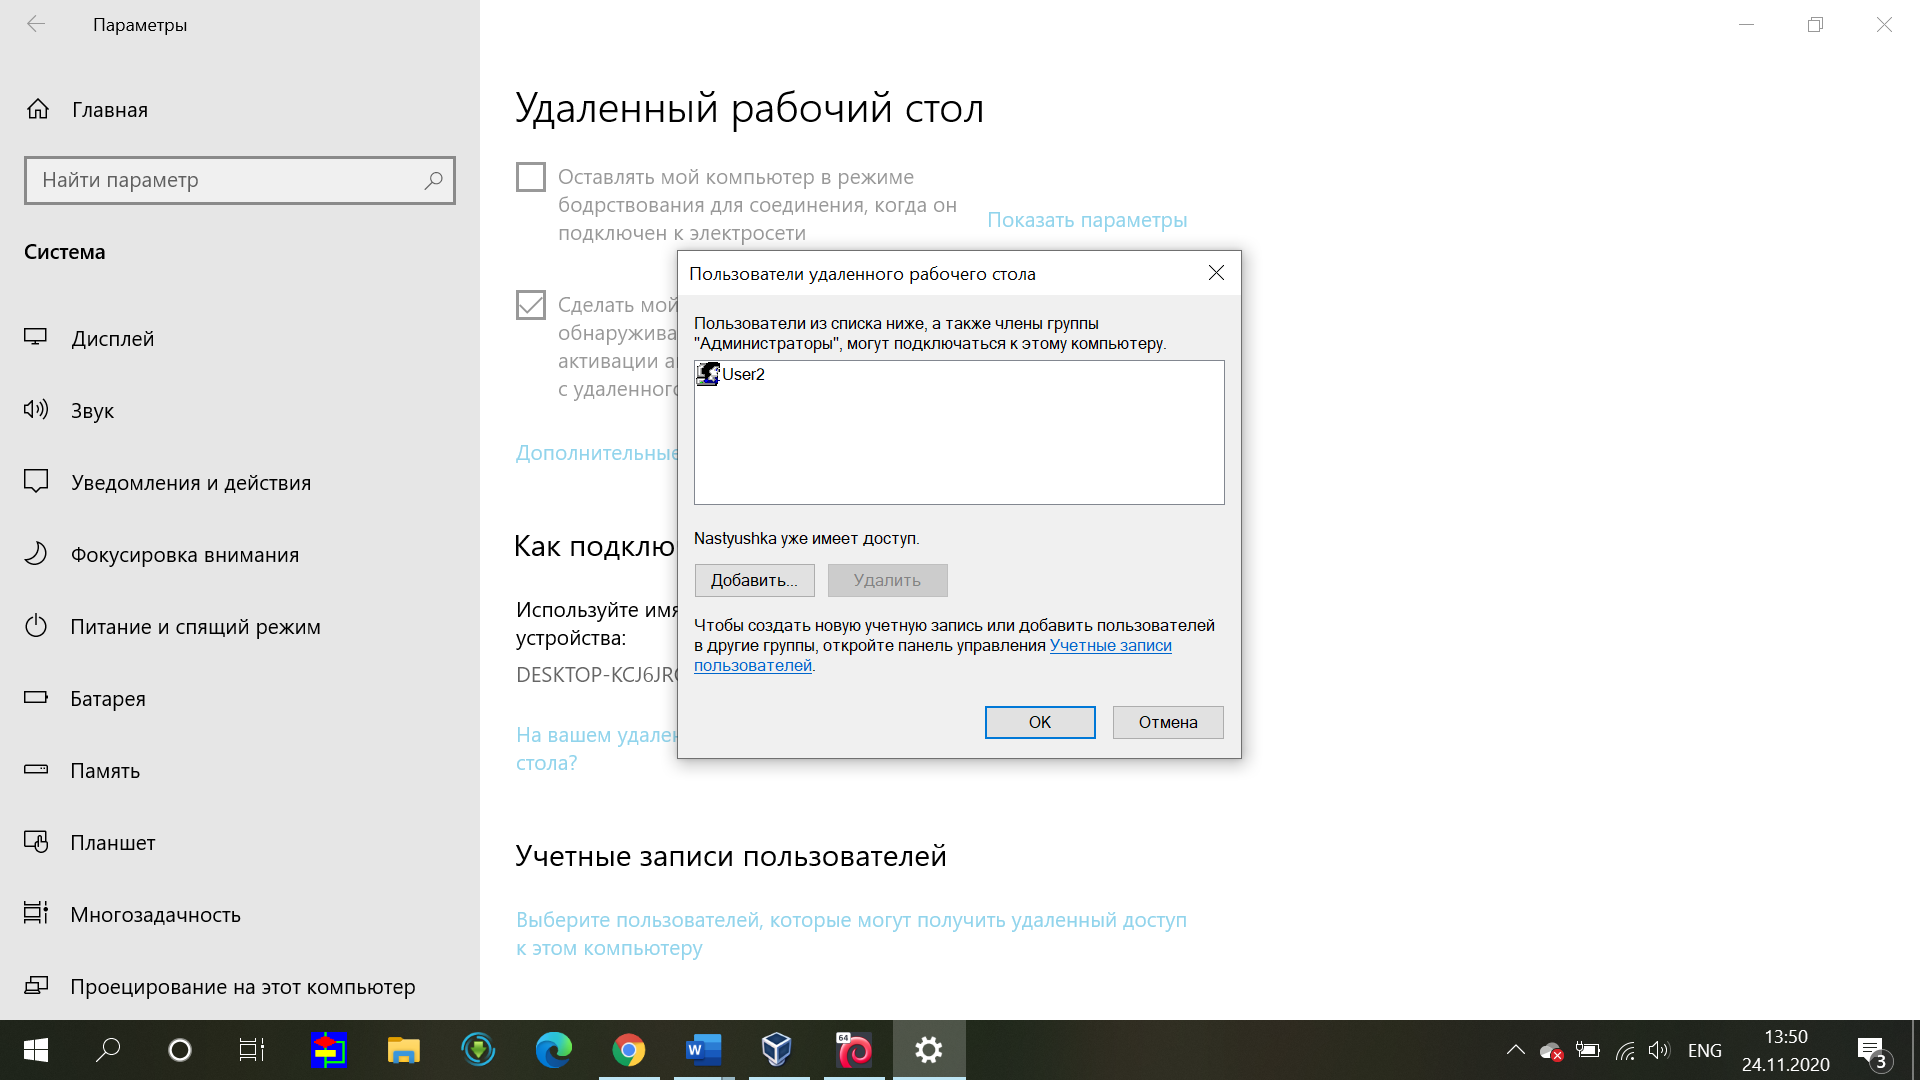 Параметры
Главная
Найти параметр
Система
Дисплей
Звук
Уведомления и действия
Фокусировка внимания
Питание и спящий режим
Батарея
Память
Планшет
Многозадачность
Проецирование на этот компьютер
Удаленный рабочий стол
Оставлять мой компьютер в режиме
бодрствования для соединения, когда он
подключен к электросети
Показать параметры
Сделать мой
обнаружива
активации а
с удаленного
Дополнительные
Как подклю
Используйте имя
устройства:
DESKTOP-KCJ6JR
На вашем удален
стола?
Учетные записи пользователей
Выберите пользователей, которые могут получить удаленный доступ
к этом компьютеру
Пользователи удаленного рабочего стола
Пользователи из списка ниже, а также члены группы
"Администраторы", могут подключаться к этому компьютеру.
User2
Nastyushka уже имеет доступ.
Добавить...
Удалить
Чтобы создать новую учетную запись или добавить пользователей
в другие группы, откройте панель управления Учетные записи
пользователей.
OK
Отмена
W
64
ENG
13:50
24.11.2020
3